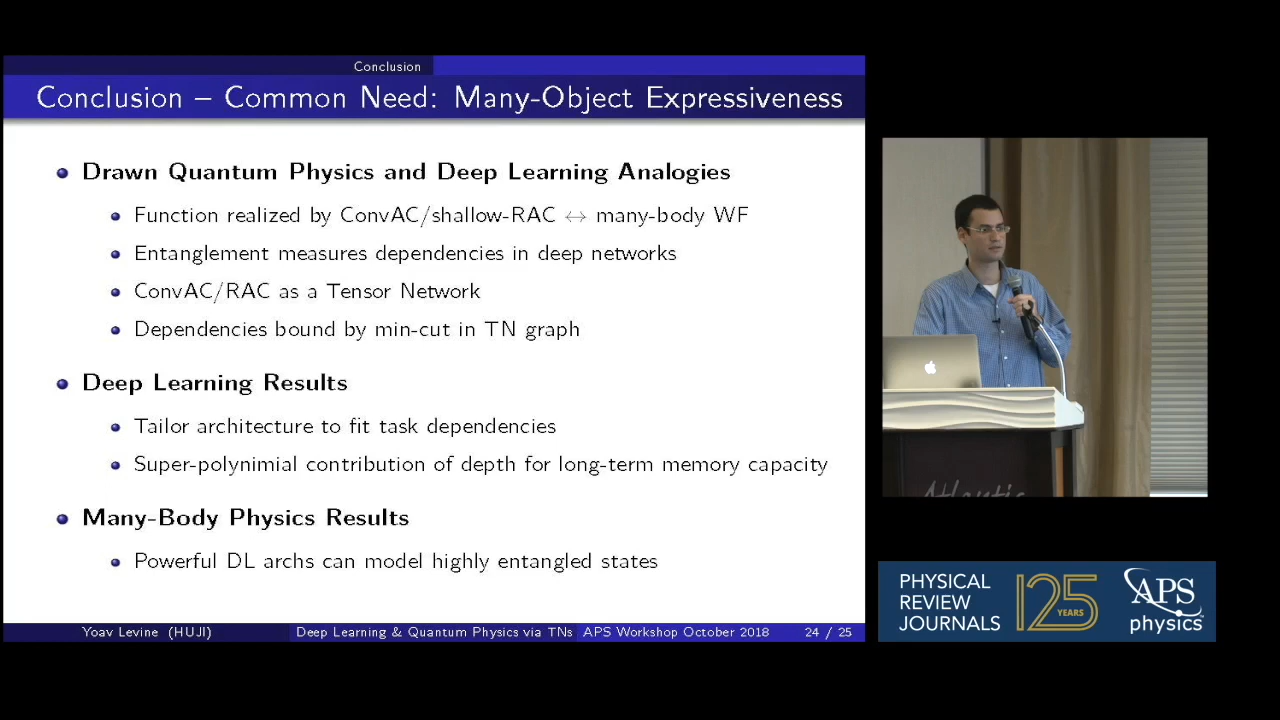 Conclusion
Conclusion – Common Need: Many-Object Expressiveness
Drawn Quantum Physics and Deep Learning Analogies
Function realized by ConvAC/shallow-RAC ↔ many-body WF
Entanglement measures dependencies in deep networks
ConvAC/RAC as a Tensor Network
Dependencies bound by min-cut in TN graph
Deep Learning Results
Tailor architecture to fit task dependencies
Super-polynimial contribution of depth for long-term memory capacity
Many-Body Physics Results
Powerful DL archs can model highly entangled states
Yoav Levine (HUJI) Deep Learning & Quantum Physics via TNs APS Workshop October 2018 24 / 25
Atlantic
PHYSICAL
REVIEW
JOURNALS
125
YEARS
APS
physics